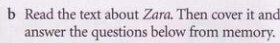 b Read the text about Zara. Then cover it and
answer the questions below from memory.